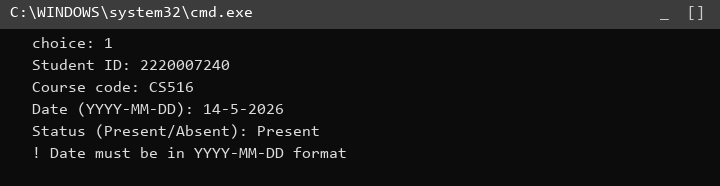 C:\WINDOWS\system32\cmd.exe _ []
choice: 1
Student ID: 2220007240
Course code: CS516
Date (YYYY-MM-DD): 14-5-2026
Status (Present/Absent): Present
! Date must be in YYYY-MM-DD format